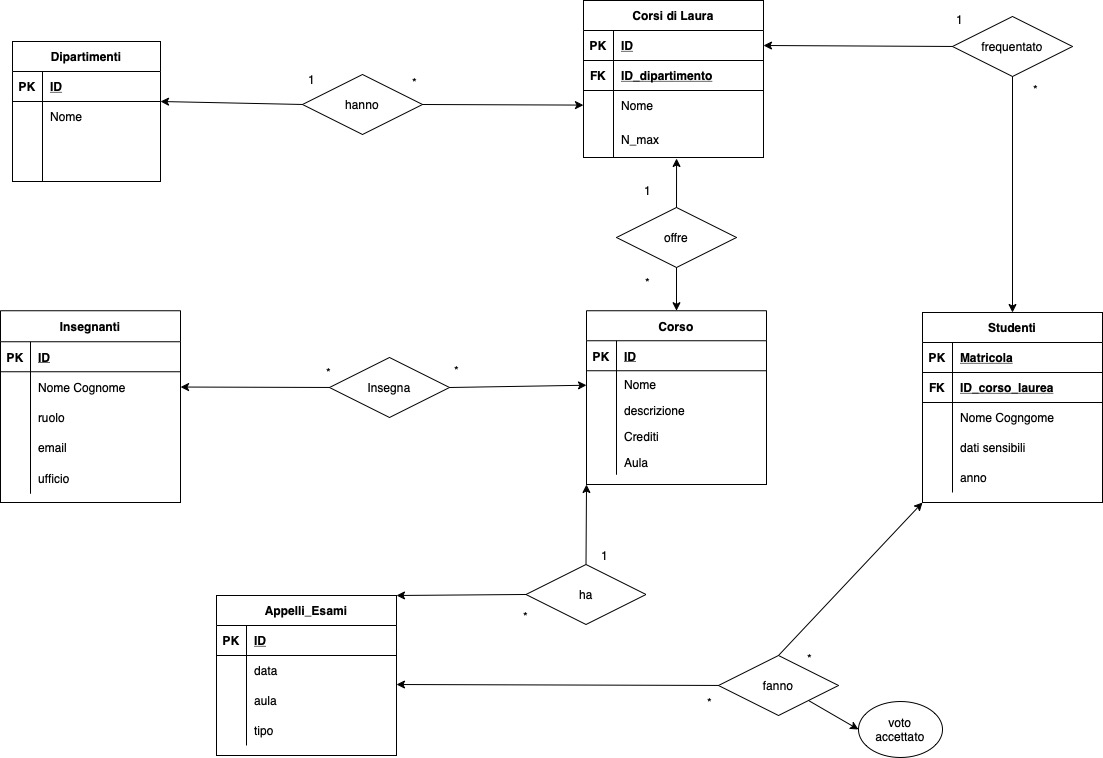 Corsi di Laura
PK ID
FK ID_dipartimento
Nome
N_max
1
frequentato
*
Dipartimenti
PK ID
Nome
1
hanno
*
1
offre
*
Insegnanti
PK ID
Nome Cognome
ruolo
email
ufficio
*
Insegna
*
Corso
PK ID
Nome
descrizione
Crediti
Aula
Studenti
PK Matricola
FK ID_corso_laurea
Nome Cogngome
dati sensibili
anno
1
ha
*
Appelli_Esami
PK ID
data
aula
tipo
*
fanno
*
voto
accettato